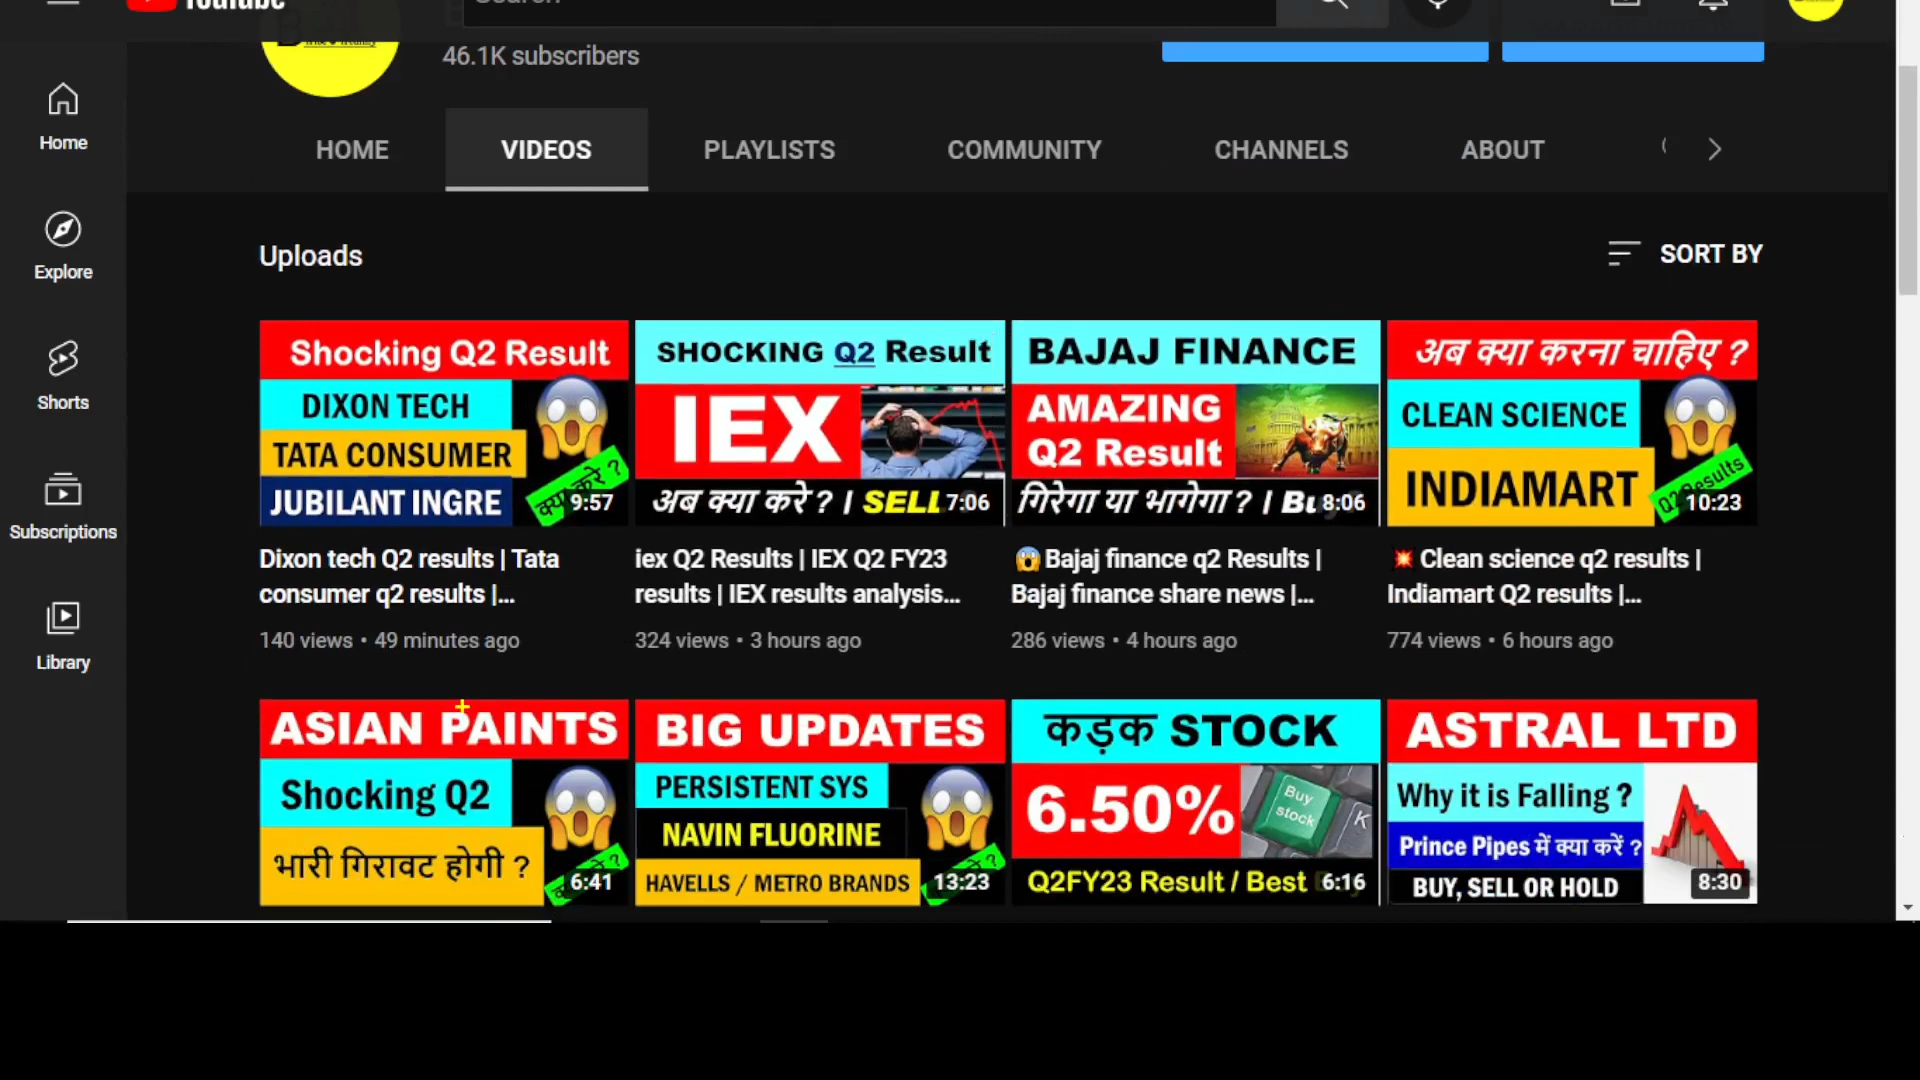 46.1K subscribers
Home
Explore
Shorts
Subscriptions
Library
HOME
VIDEOS
PLAYLISTS
COMMUNITY
CHANNELS
ABOUT
Uploads
SORT BY
Shocking Q2 Result
DIXON TECH
TATA CONSUMER
JUBILANT INGRE
क्या करे ?
9:57
Dixon tech Q2 results | Tata
consumer q2 results |...
140 views • 49 minutes ago
SHOCKING Q2 Result
IEX
अब क्या करे ? । SELL
7:06
iex Q2 Results | IEX Q2 FY23
results | IEX results analysis...
324 views • 3 hours ago
BAJAJ FINANCE
AMAZING
Q2 Result
गिरेगा या भागेगा ? ।
8:06
😱Bajaj finance q2 Results |
Bajaj finance share news |...
286 views • 4 hours ago
अब क्या करना चाहिए ?
CLEAN SCIENCE
INDIAMART
Q2 Results
10:23
💥 Clean science q2 results |
Indiamart Q2 results |...
774 views • 6 hours ago
ASIAN PAINTS
Shocking Q2
भारी गिरावट होगी ?
6:41
BIG UPDATES
PERSISTENT SYS
NAVIN FLUORINE
HAVELLS / METRO BRANDS
13:23
कड़क STOCK
6.50%
Buy
stock
K
Q2FY23 Result / Best
6:16
ASTRAL LTD
Why it is Falling ?
Prince Pipes में क्या करें ?
BUY, SELL OR HOLD
8:30